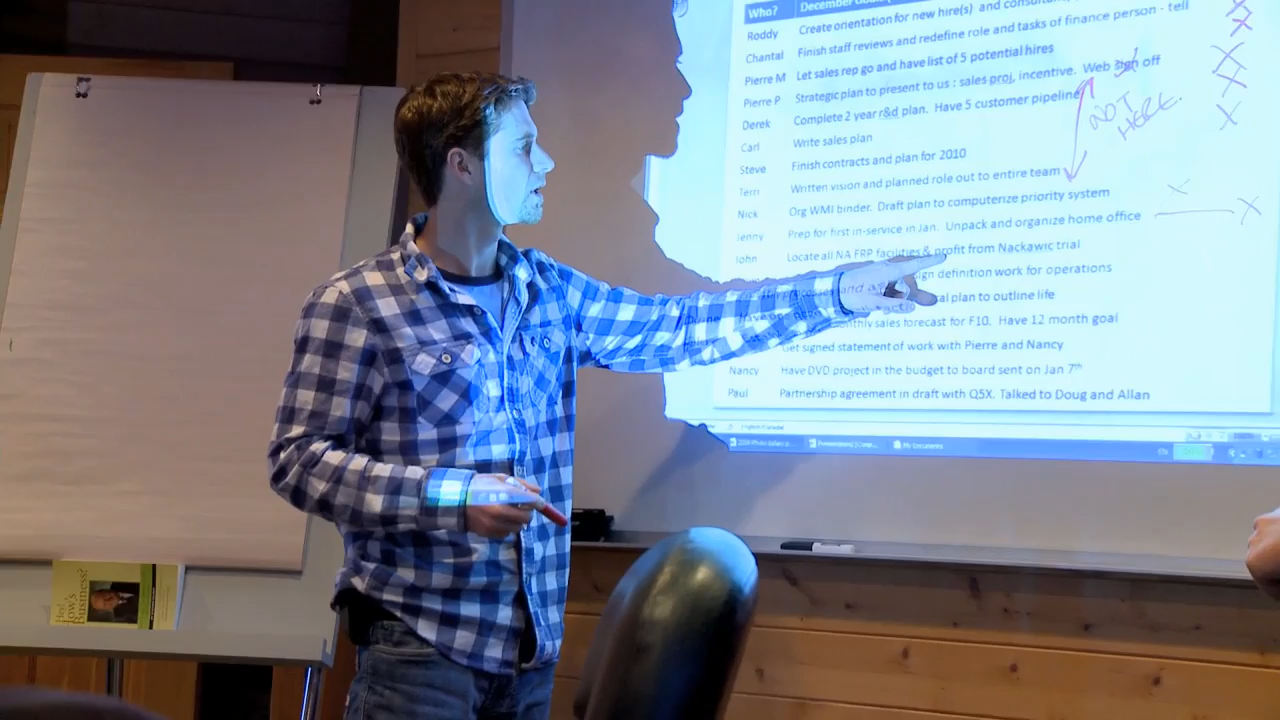 Who? December Goal
Roddy Create orientation for new hire(s) and
Chantal Finish staff reviews and redefine role and tasks of finance person - tell
Pierre M Let sales rep go and have list of 5 potential hires
Pierre P Strategic plan to present to us : sales proj, incentive. Web sign off
Derek Complete 2 year r&d plan. Have 5 customer pipeline
Carl Write sales plan
Steve Finish contracts and plan for 2010
Terri Written vision and planned role out to entire team
Nick Org WMI binder. Draft plan to computerize priority system
Jenny Prep for first in-service in Jan. Unpack and organize home office
John Locate all NA FRP facilities & profit from Nackawic trial
definition work for operations
plan to outline life
sales forecast for F10. Have 12 month goal
Get signed statement of work with Pierre and Nancy
Nancy Have DVD project in the budget to board sent on Jan 7th
Paul Partnership agreement in draft with Q5X. Talked to Doug and Allan
NOT
HERE.
X
X
X
X
X
X
X
My Documents
Hey!
Business?